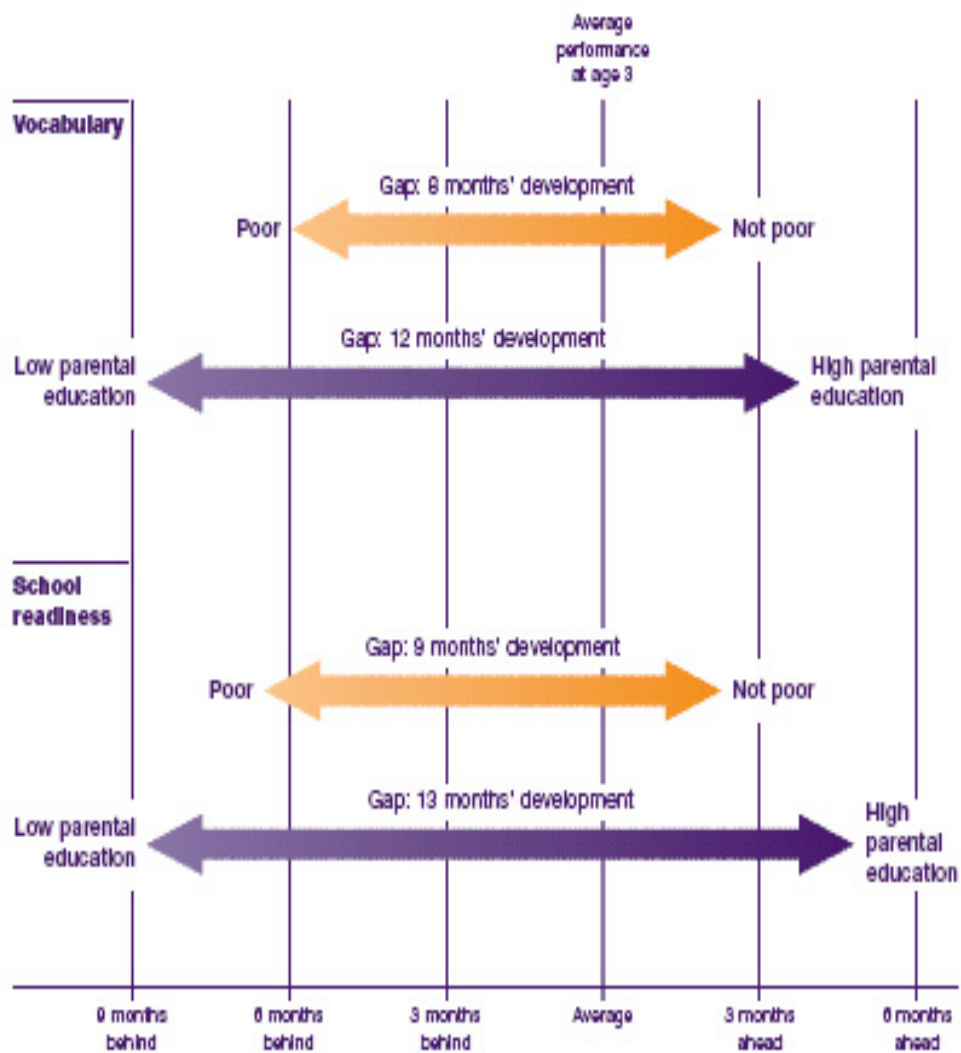 Average
performance
at age 3
Vocabulary
Gap: 8 months' development
Poor
Not poor
Gap: 12 months' development
Low parental
education
High parental
education
School
readiness
Gap: 9 months' development
Poor
Not poor
Gap: 13 months' development
Low parental
education
High
parental
education
9 months
behind
6 months
behind
3 months
behind
Average
3 months
ahead
6 months
ahead